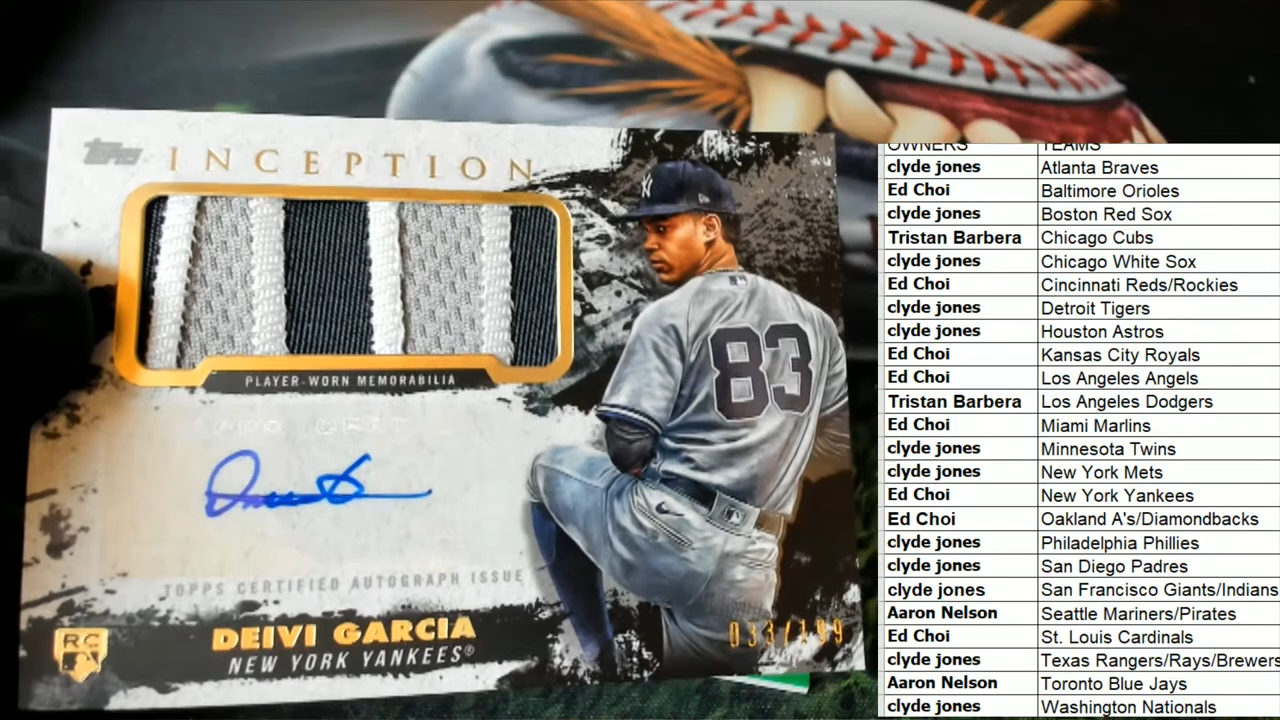 Topps INCEPTION
PLAYER-WORN MEMORABILIA
83
TOPPS CERTIFIED AUTOGRAPH ISSUE
RC
DEIVI GARCIA
NEW YORK YANKEES®
033/199
OWNERS TEAMS
clyde jones Atlanta Braves
Ed Choi Baltimore Orioles
clyde jones Boston Red Sox
Tristan Barbera Chicago Cubs
clyde jones Chicago White Sox
Ed Choi Cincinnati Reds/Rockies
clyde jones Detroit Tigers
clyde jones Houston Astros
Ed Choi Kansas City Royals
Ed Choi Los Angeles Angels
Tristan Barbera Los Angeles Dodgers
Ed Choi Miami Marlins
clyde jones Minnesota Twins
clyde jones New York Mets
Ed Choi New York Yankees
Ed Choi Oakland A's/Diamondbacks
clyde jones Philadelphia Phillies
clyde jones San Diego Padres
clyde jones San Francisco Giants/Indians
Aaron Nelson Seattle Mariners/Pirates
Ed Choi St. Louis Cardinals
clyde jones Texas Rangers/Rays/Brewers
Aaron Nelson Toronto Blue Jays
clyde jones Washington Nationals